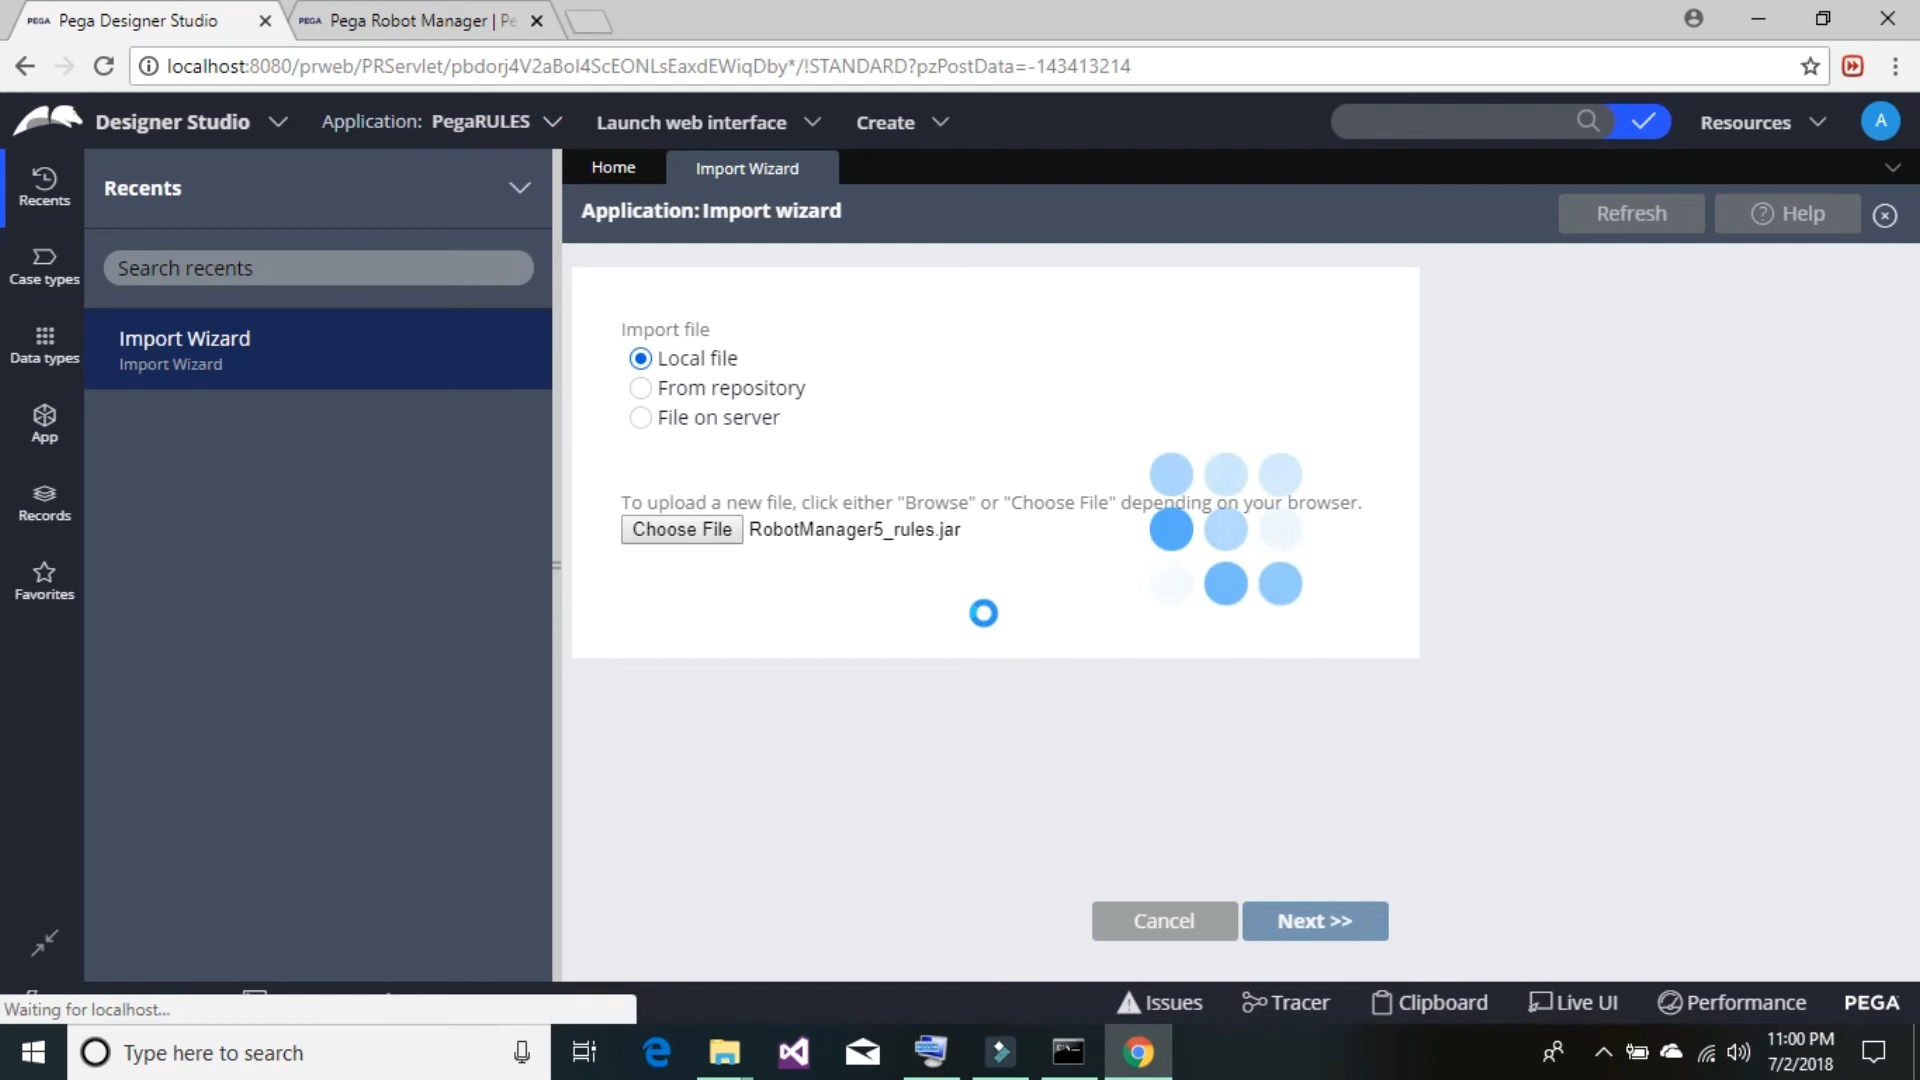 PEGA Pega Designer Studio
PEGA Pega Robot Manager | Pe
localhost:8080/prweb/PRServlet/pbdorj4V2aBol4ScEONLsEaxdEWiqDby*/!STANDARD?pzPostData=-143413214
Designer Studio
Application: PegaRULES
Launch web interface
Create
Resources
A
Recents
Case types
Data types
App
Records
Favorites
Recents
Search recents
Import Wizard
Import Wizard
Home
Import Wizard
Application: Import wizard
Refresh
Help
Import file
Local file
From repository
File on server
To upload a new file, click either "Browse" or "Choose File" depending on your browser.
Choose File RobotManager5_rules.jar
Cancel
Next >>
Waiting for localhost...
Issues
Tracer
Clipboard
Live UI
Performance
PEGA
Type here to search
11:00 PM
7/2/2018